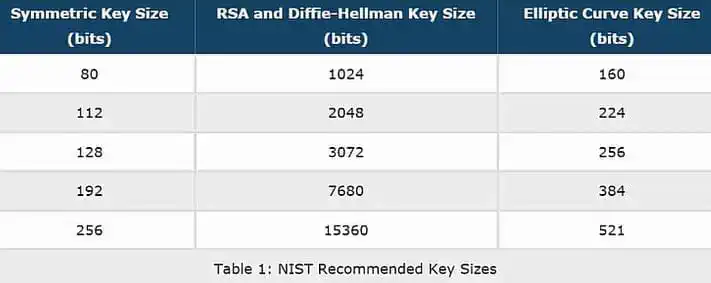 Symmetric Key Size RSA and Diffie-Hellman Key Size Elliptic Curve Key Size
(bits) (bits) (bits)
80 1024 160
112 2048 224
128 3072 256
192 7680 384
256 15360 521
Table 1: NIST Recommended Key Sizes